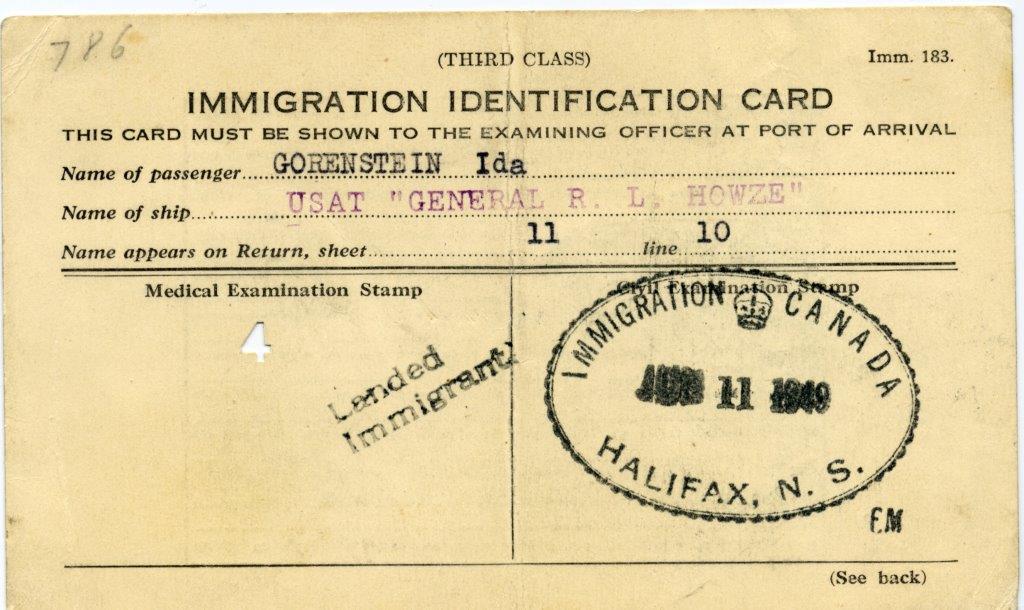 786
(THIRD CLASS) Imm. 183.
IMMIGRATION IDENTIFICATION CARD
THIS CARD MUST BE SHOWN TO THE EXAMINING OFFICER AT PORT OF ARRIVAL
Name of passenger GORENSTEIN Ida
Name of ship USAT "GENERAL R. L. HOWZE"
Name appears on Return, sheet 11 line 10
Medical Examination Stamp
Civil Examination Stamp
4
Landed
Immigrant
IMMIGRATION CANADA
11 1949
HALIFAX, N. S.
E.M
(See back)